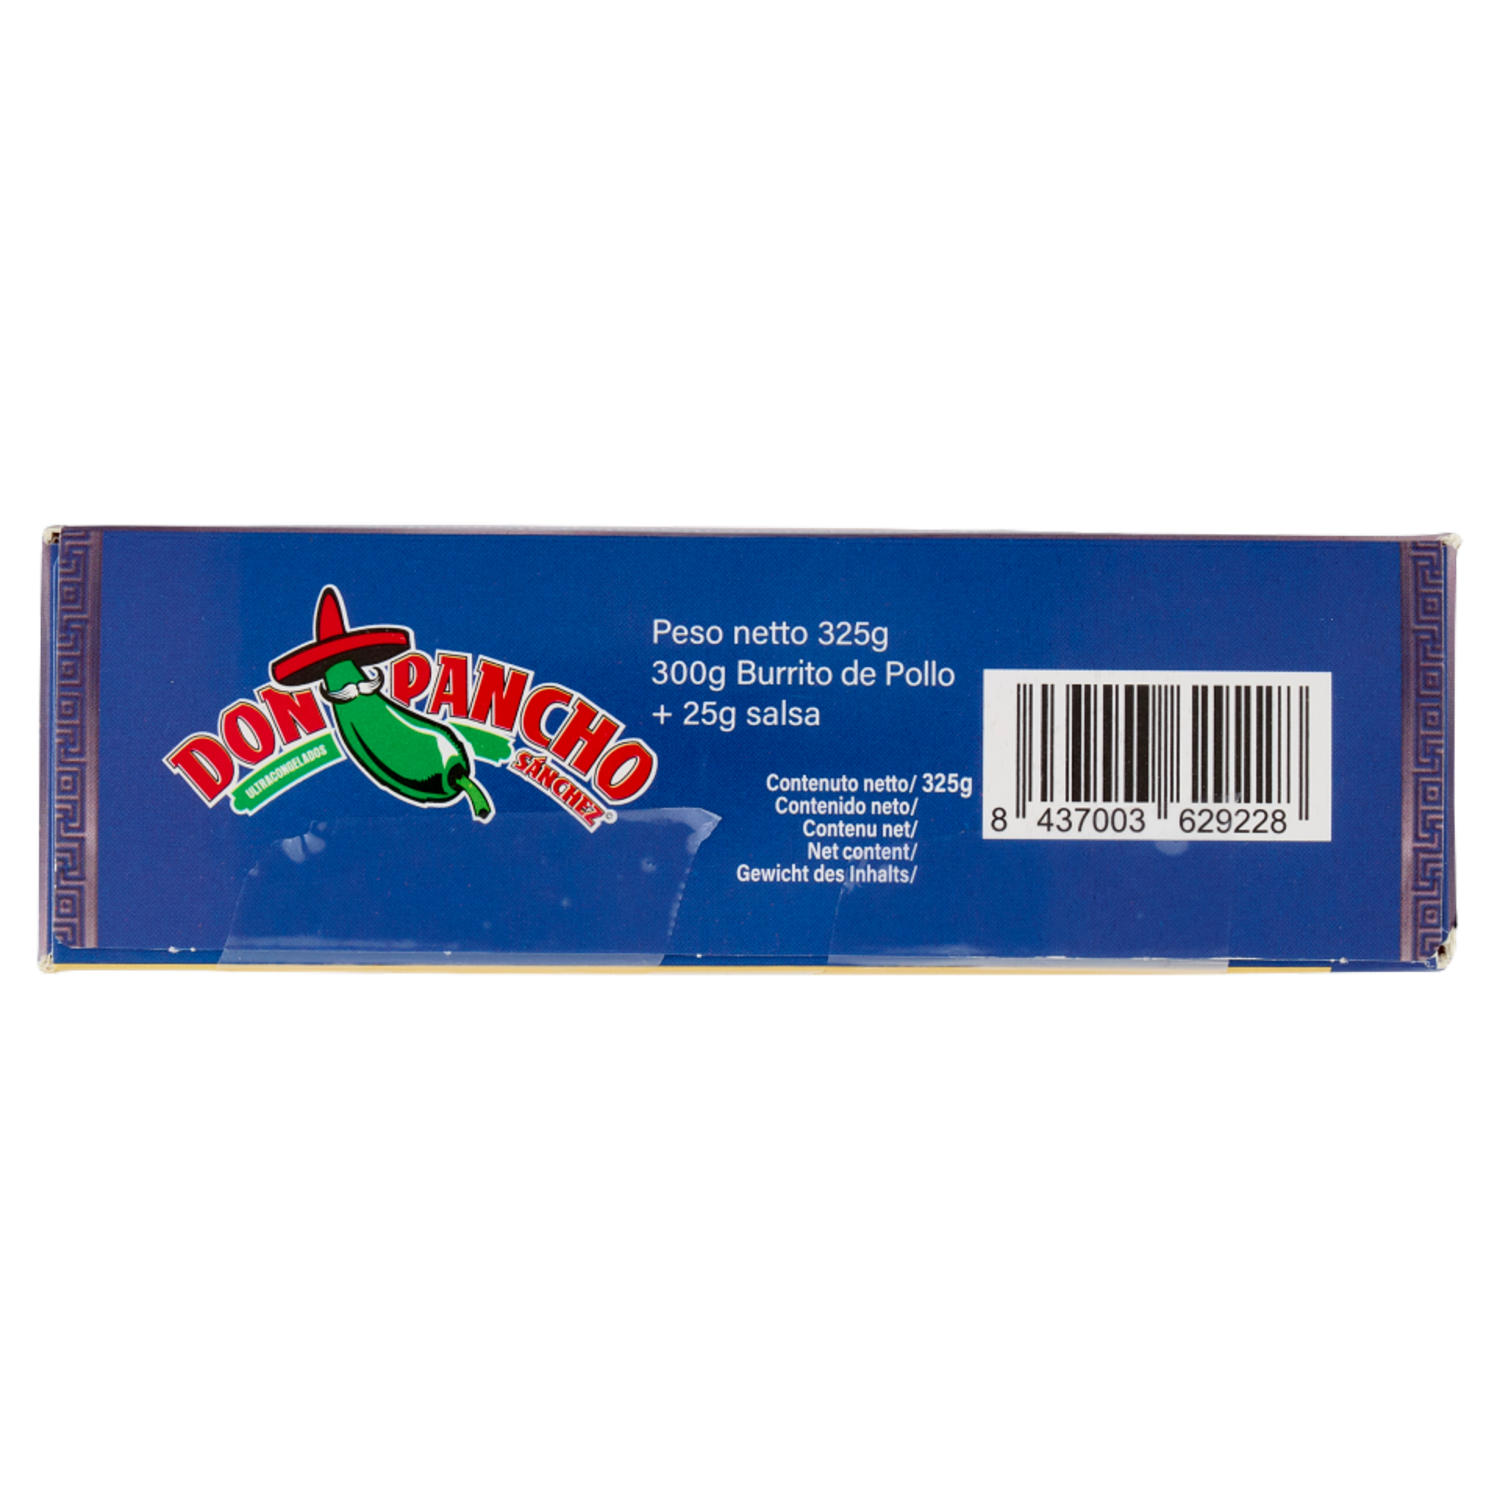 DON PANCHO
ULTRACONGELADOS
SÁNCHEZ
©
Peso netto 325g
300g Burrito de Pollo
+ 25g salsa
Contenuto netto/ 325g
Contenido neto/
Contenu net/
Net content/
Gewicht des Inhalts/
8 437003 629228